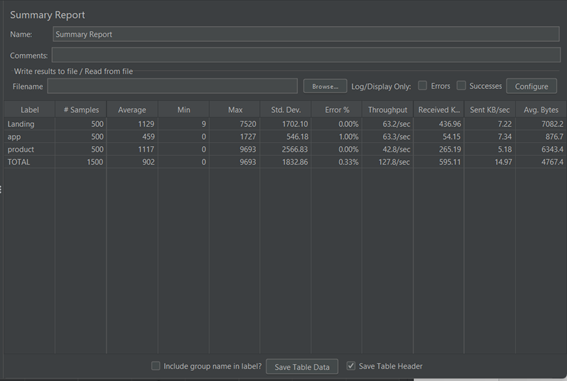 Summary Report
Name: Summary Report
Comments:
Write results to file / Read from file
Filename Browse... Log/Display Only: Errors Successes Configure
Label # Samples Average Min Max Std. Dev. Error % Throughput Received K... Sent KB/sec Avg. Bytes
Landing 500 1129 9 7520 1702.10 0.00% 63.2/sec 436.96 7.22 7082.2
app 500 459 0 1727 546.18 1.00% 63.3/sec 54.15 7.34 876.7
product 500 1117 0 9693 2566.83 0.00% 42.8/sec 265.19 5.18 6343.4
TOTAL 1500 902 0 9693 1832.86 0.33% 127.8/sec 595.11 14.97 4767.4
Include group name in label? Save Table Data Save Table Header